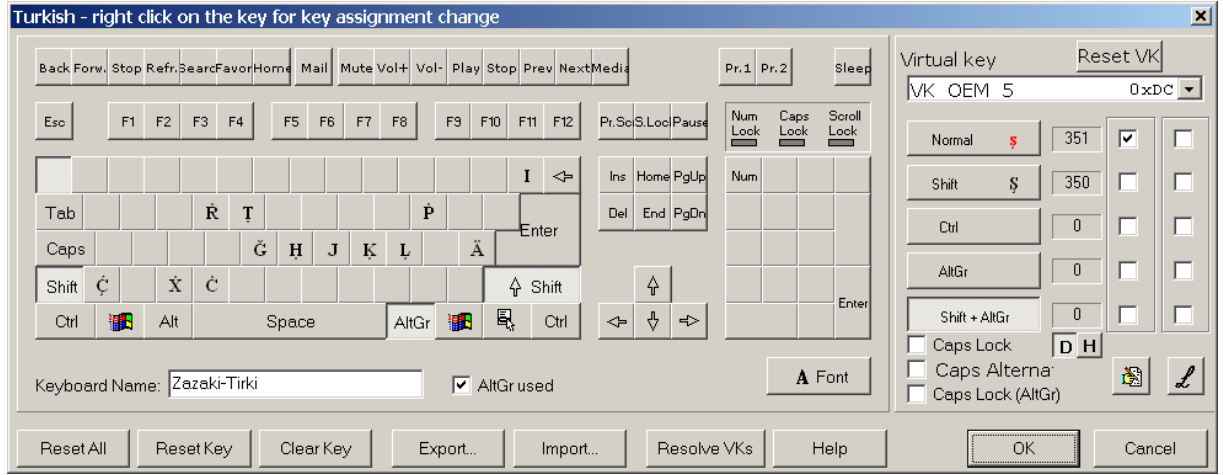 Turkish - right click on the key for key assignment change
Back Forw. Stop Refr. Searc Favor Home Mail Mute Vol+ Vol- Play Stop Prev Next Media Pr.1 Pr.2 Sleep
Esc F1 F2 F3 F4 F5 F6 F7 F8 F9 F10 F11 F12 Pr.Sc S.Loc Pause Num Lock Caps Lock Scroll Lock
I Ins Home PgUp Num
Tab Ṙ Ṭ Ṗ Enter Del End PgDn
Caps Ğ Ḥ J Ḳ Ḷ Ä
Shift Ç̇ Ẋ Ċ Shift
Ctrl Alt Space AltGr Ctrl Enter
Keyboard Name: Zazaki-Tirki AltGr used A Font
Reset All Reset Key Clear Key Export... Import... Resolve VKs Help OK Cancel
Virtual key Reset VK
VK OEM 5 0xDC
Normal ş 351
Shift Ş 350
Ctrl 0
AltGr 0
Shift + AltGr 0
Caps Lock D H
Caps Alterna
Caps Lock (AltGr)